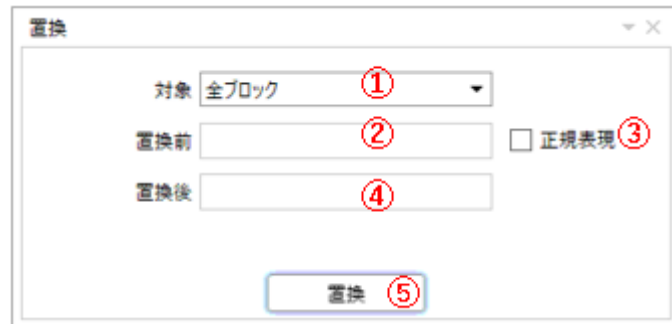 置換
対象 全ブロック ①
置換前 ② 正規表現 ③
置換後 ④
置換 ⑤